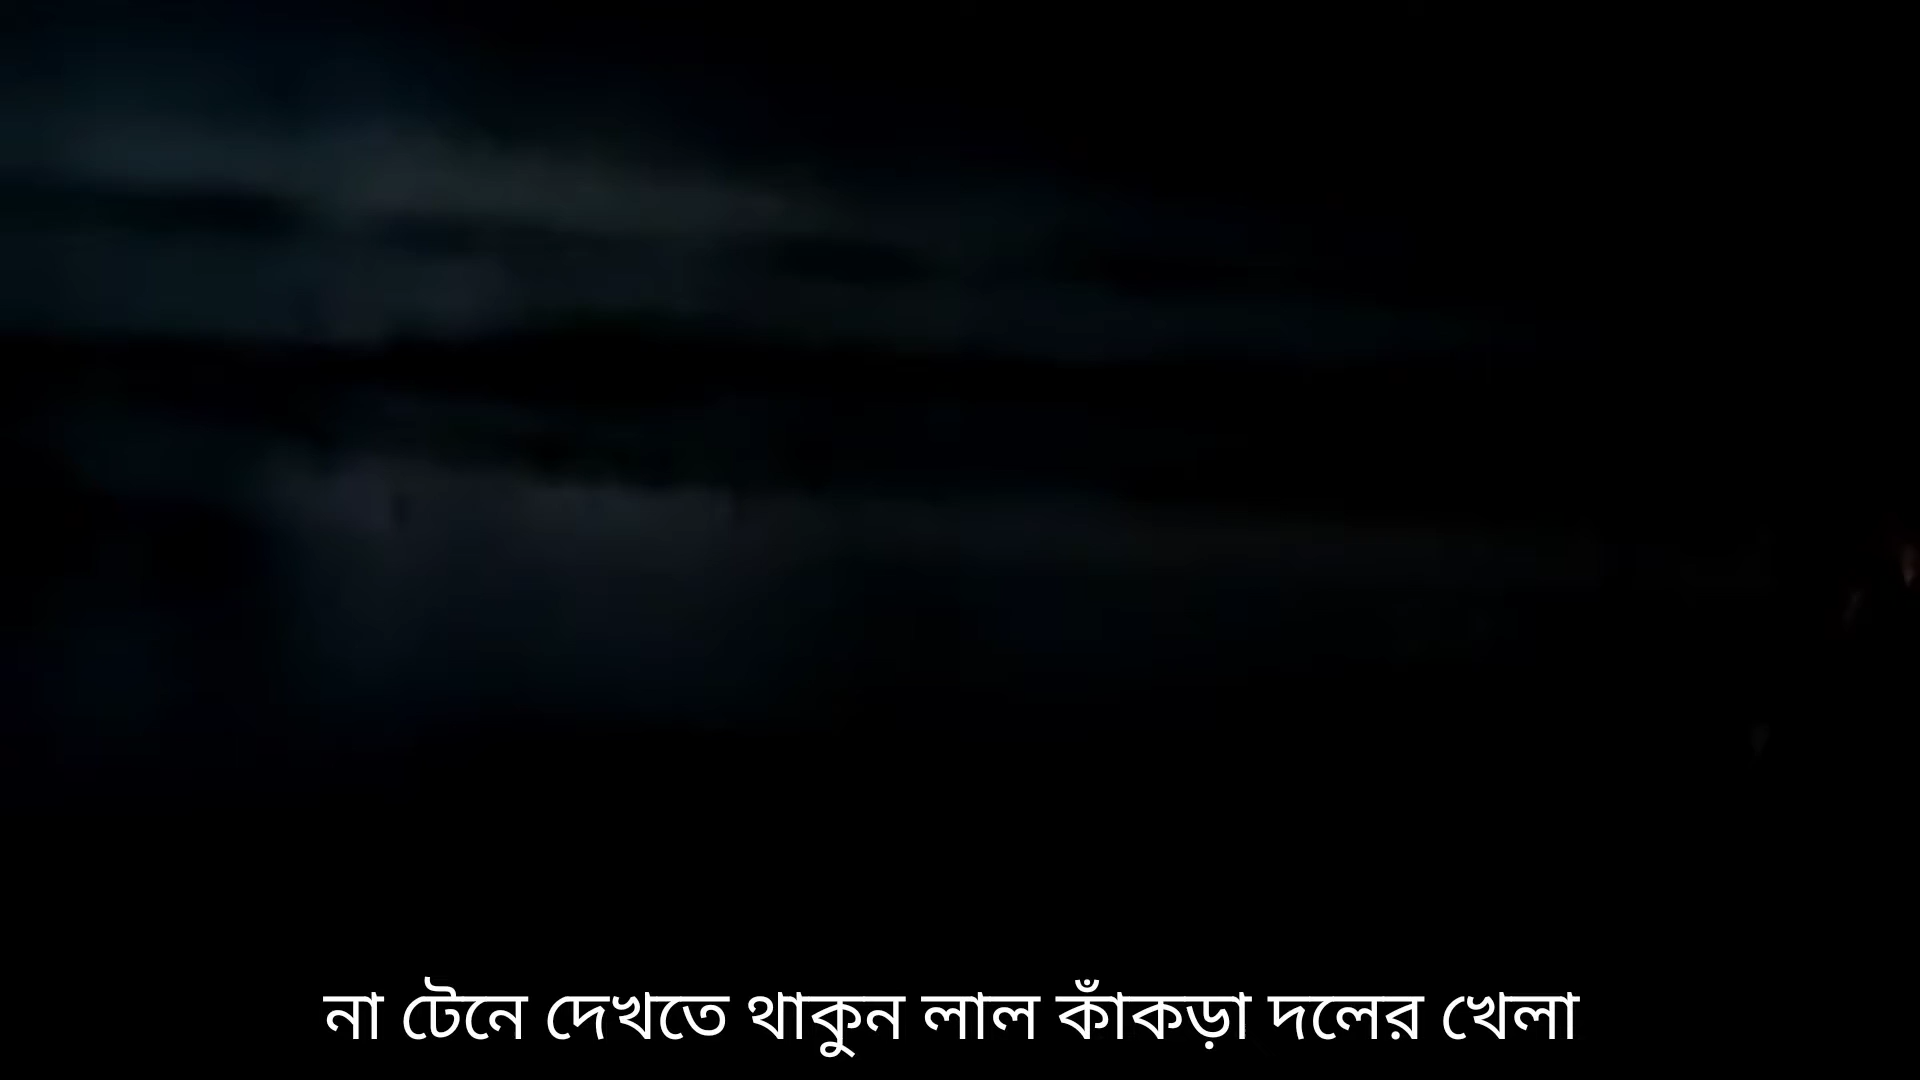 না টেনে দেখতে থাকুন লাল কাঁকড়া দলের খেলা